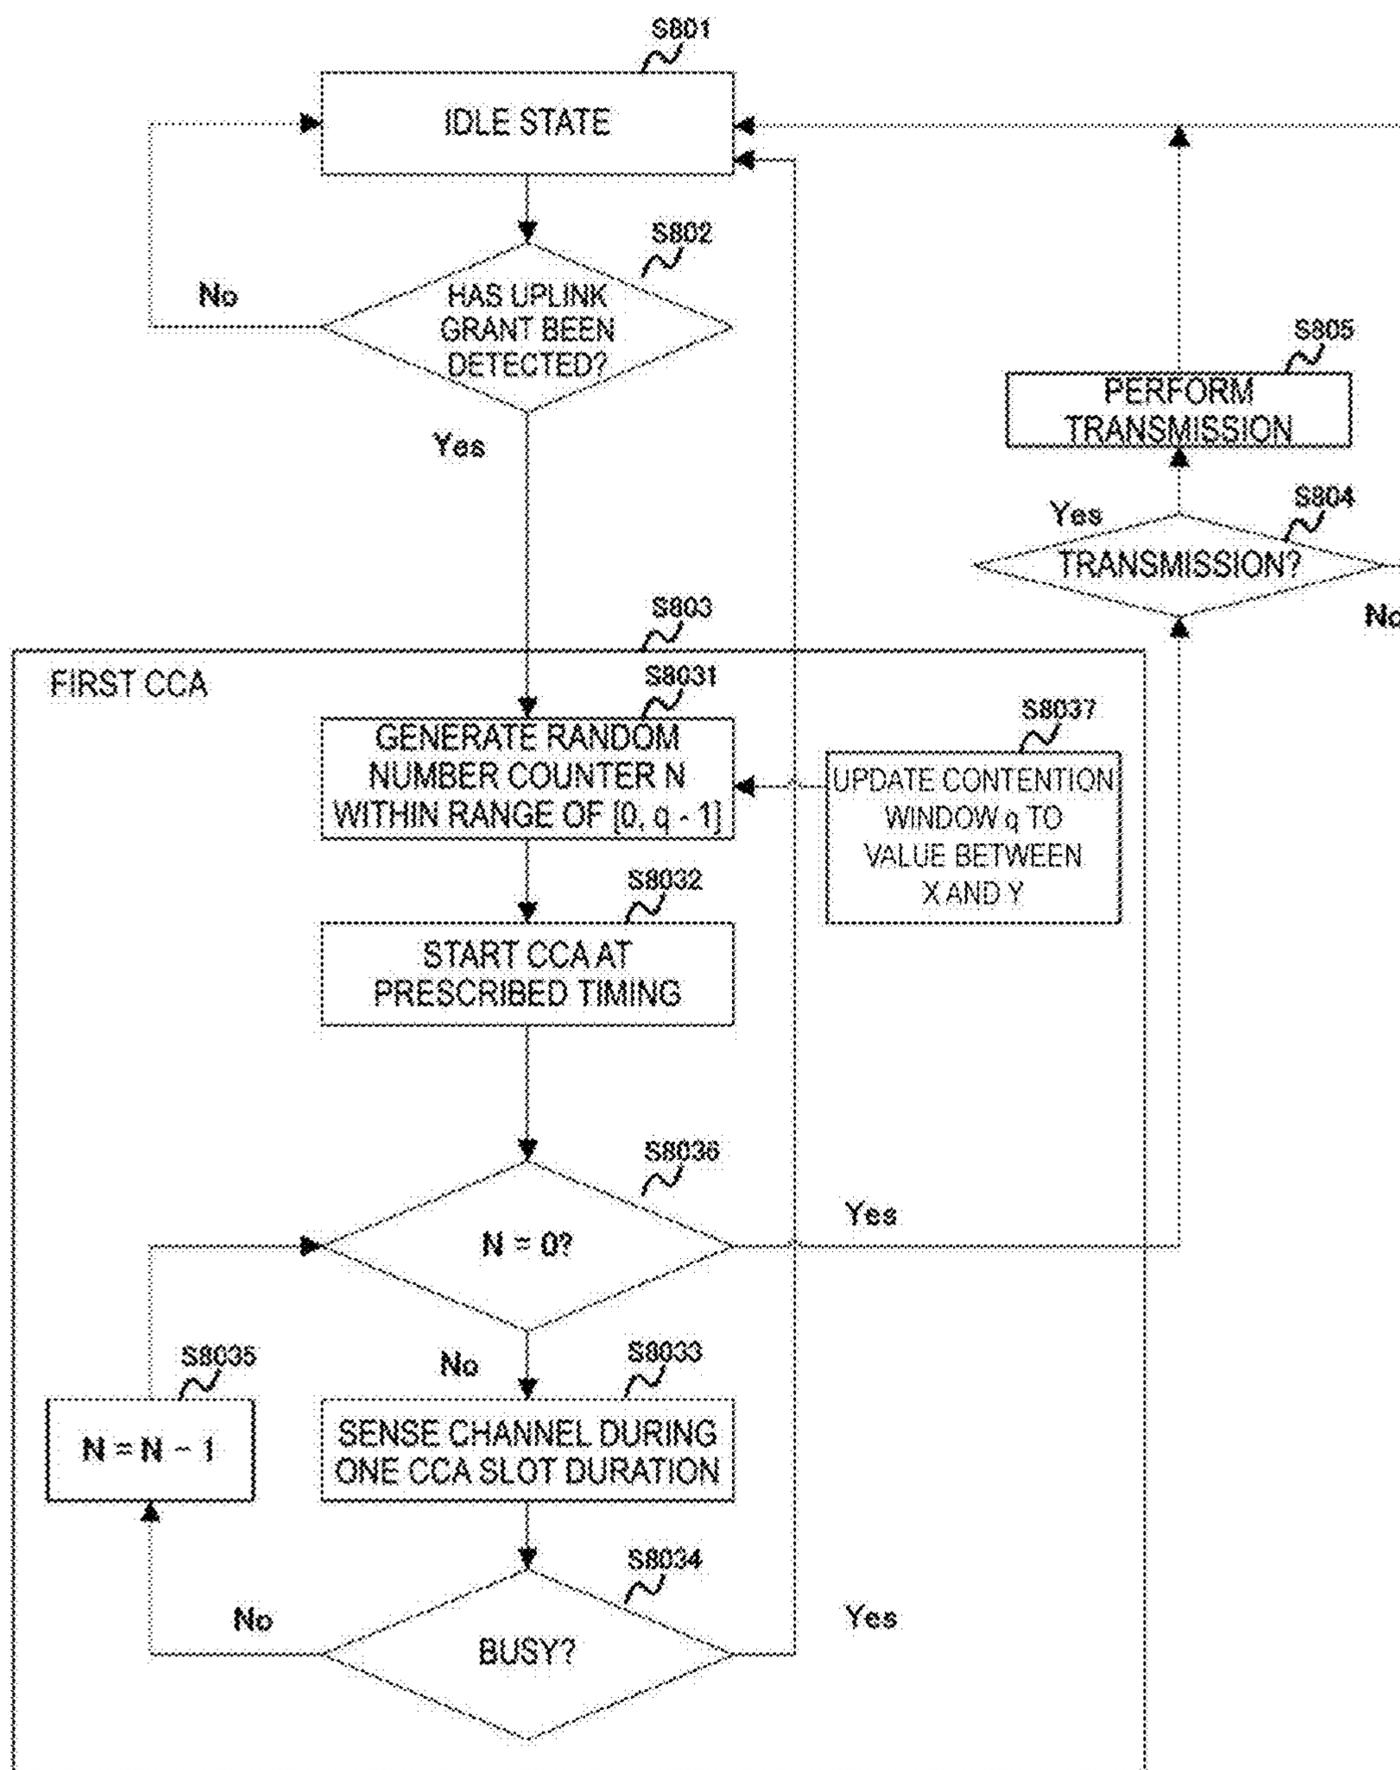 S801
IDLE STATE
S802
HAS UPLINK
GRANT BEEN
DETECTED?
No
Yes
S805
PERFORM
TRANSMISSION
S804
Yes
TRANSMISSION?
No
S803
FIRST CCA
S8031
GENERATE RANDOM
NUMBER COUNTER N
WITHIN RANGE OF [0, q - 1]
S8037
UPDATE CONTENTION
WINDOW q TO
VALUE BETWEEN
X AND Y
S8032
START CCA AT
PRESCRIBED TIMING
S8036
N = 0?
Yes
No
S8035
N = N - 1
S8033
SENSE CHANNEL DURING
ONE CCA SLOT DURATION
S8034
BUSY?
No
Yes